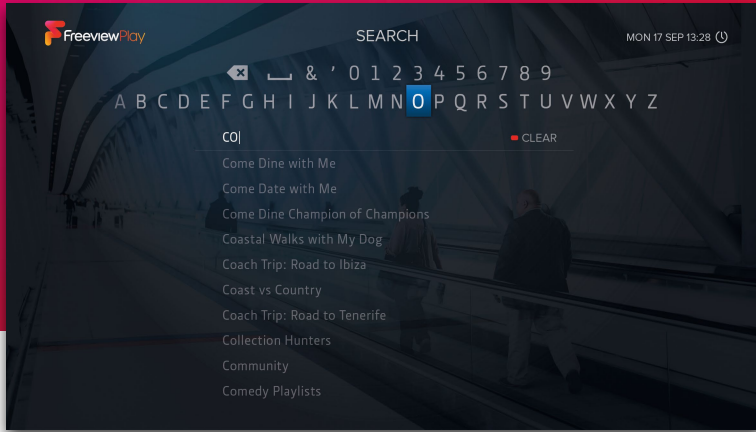 FreeviewPlay
SEARCH
MON 17 SEP 13:28
& ' 0 1 2 3 4 5 6 7 8 9
A B C D E F G H I J K L M N O P Q R S T U V W X Y Z
CO
CLEAR
Come Dine with Me
Come Date with Me
Come Dine Champion of Champions
Coastal Walks with My Dog
Coach Trip: Road to Ibiza
Coast vs Country
Coach Trip: Road to Tenerife
Collection Hunters
Community
Comedy Playlists